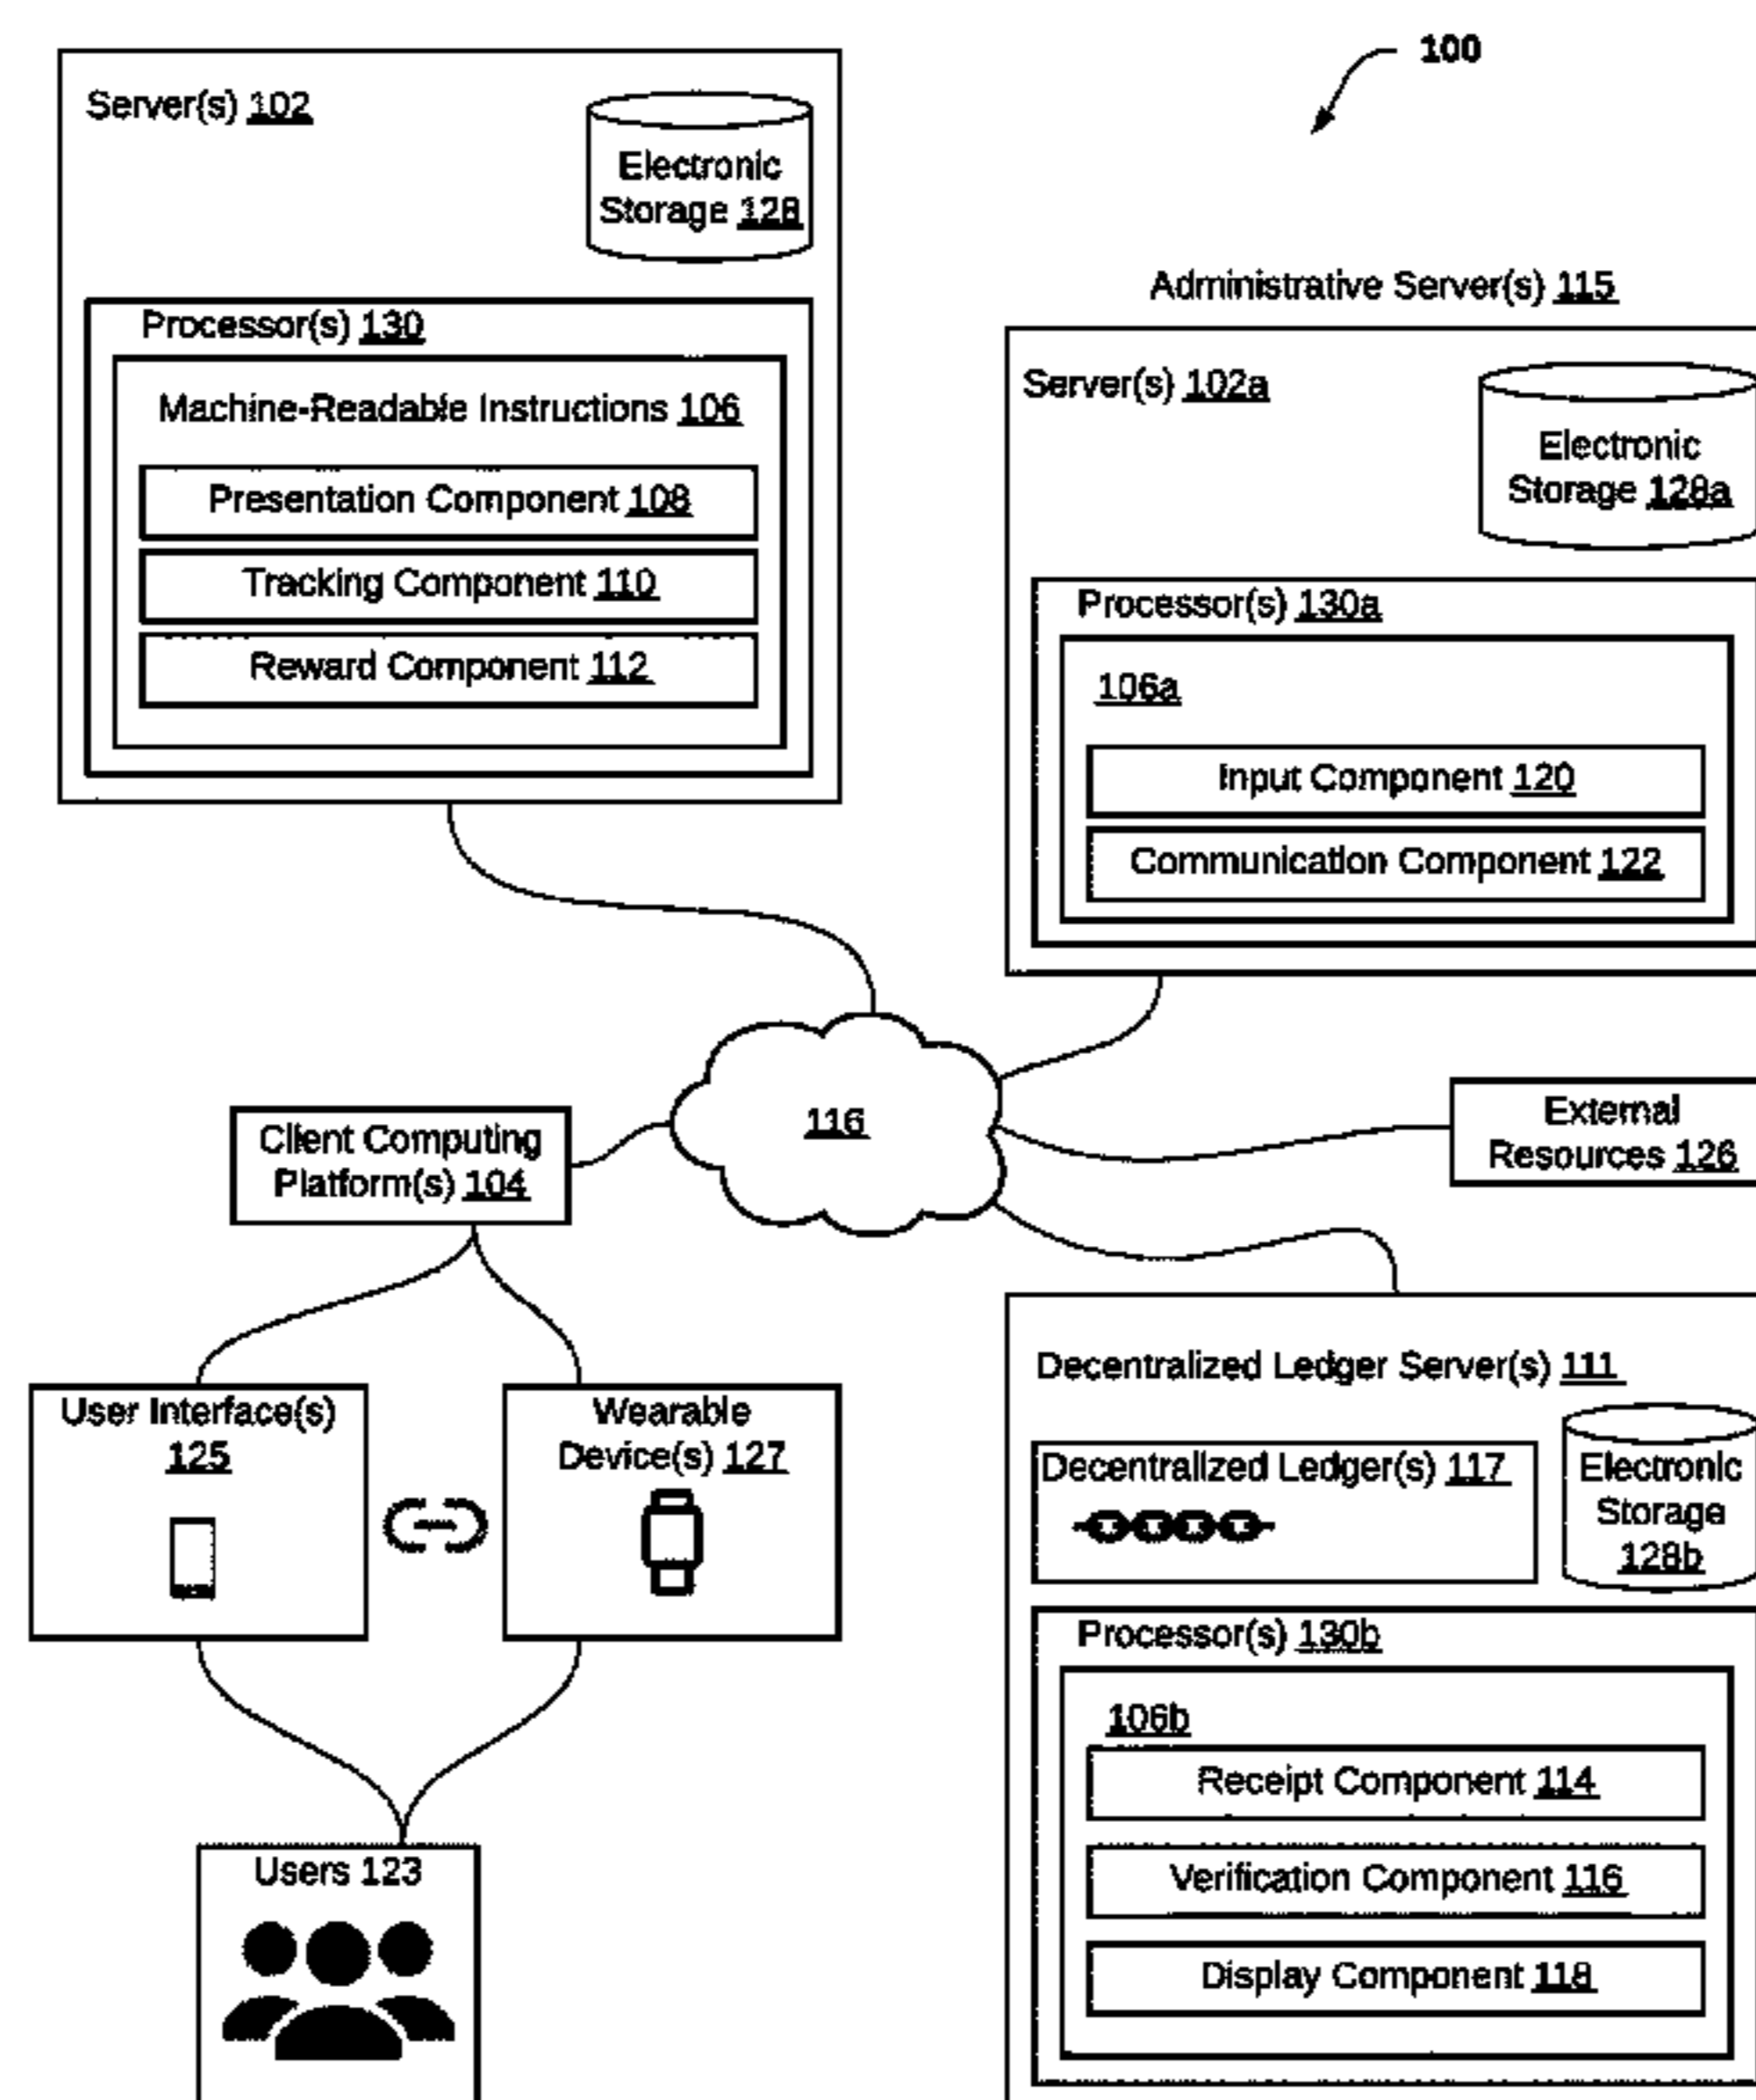 100
Server(s) 102
Electronic
Storage 128
Processor(s) 130
Machine-Readable Instructions 106
Presentation Component 108
Tracking Component 110
Reward Component 112
Administrative Server(s) 115
Server(s) 102a
Electronic
Storage 128a
Processor(s) 130a
106a
Input Component 120
Communication Component 122
116
Client Computing
Platform(s) 104
External
Resources 126
User Interface(s)
125
Wearable
Device(s) 127
Users 123
Decentralized Ledger Server(s) 111
Decentralized Ledger(s) 117
Electronic
Storage
128b
Processor(s) 130b
106b
Receipt Component 114
Verification Component 116
Display Component 118